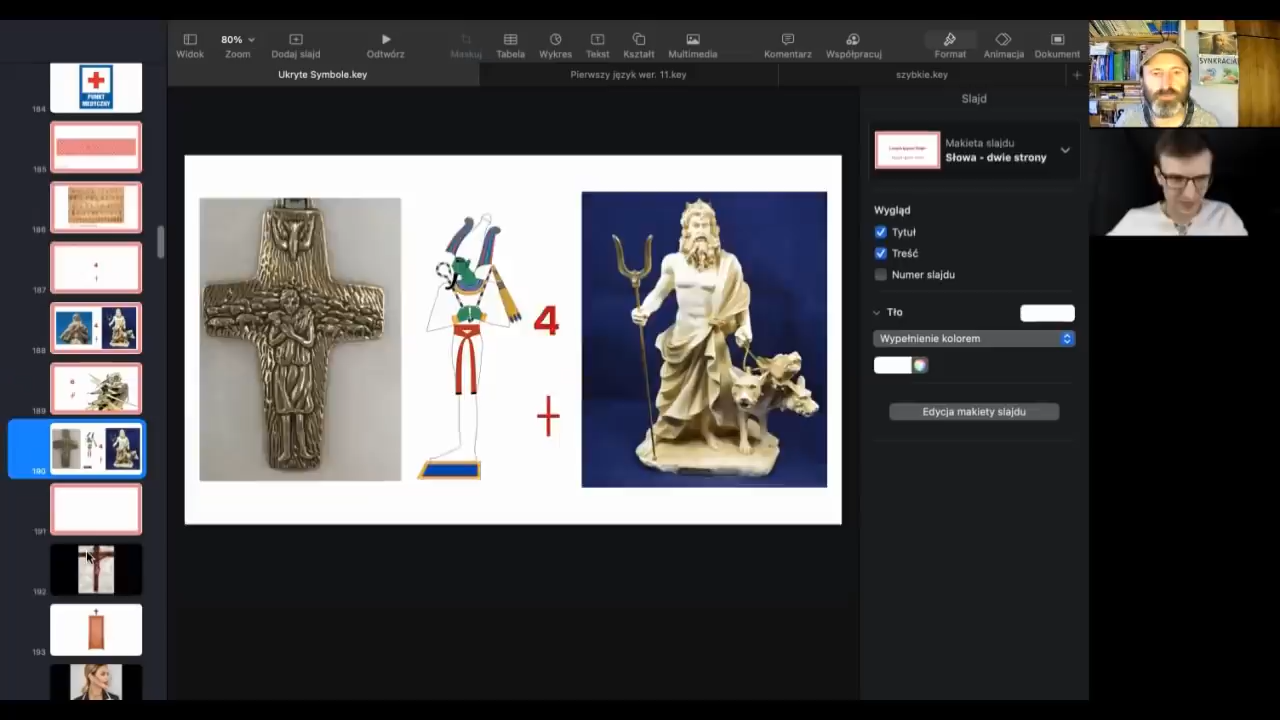 80%
Widok
Zoom
Dodaj slajd
Odtwórz
Maskuj
Tabela
Wykres
Tekst
Kształt
Multimedia
Komentarz
Współpracuj
Format
Animacja
Dokument
Ukryte Symbole.key
Pierwszy język wer. 11.key
szybkie.key
+
SYNKRACJA
Slajd
Makieta slajdu
Słowa - dwie strony
Wygląd
Tytuł
Treść
Numer slajdu
Tło
Wypełnienie kolorem
Edycja makiety slajdu
4
PUNKT
MEDYCZNY
184
185
186
187
188
189
190
191
192
193